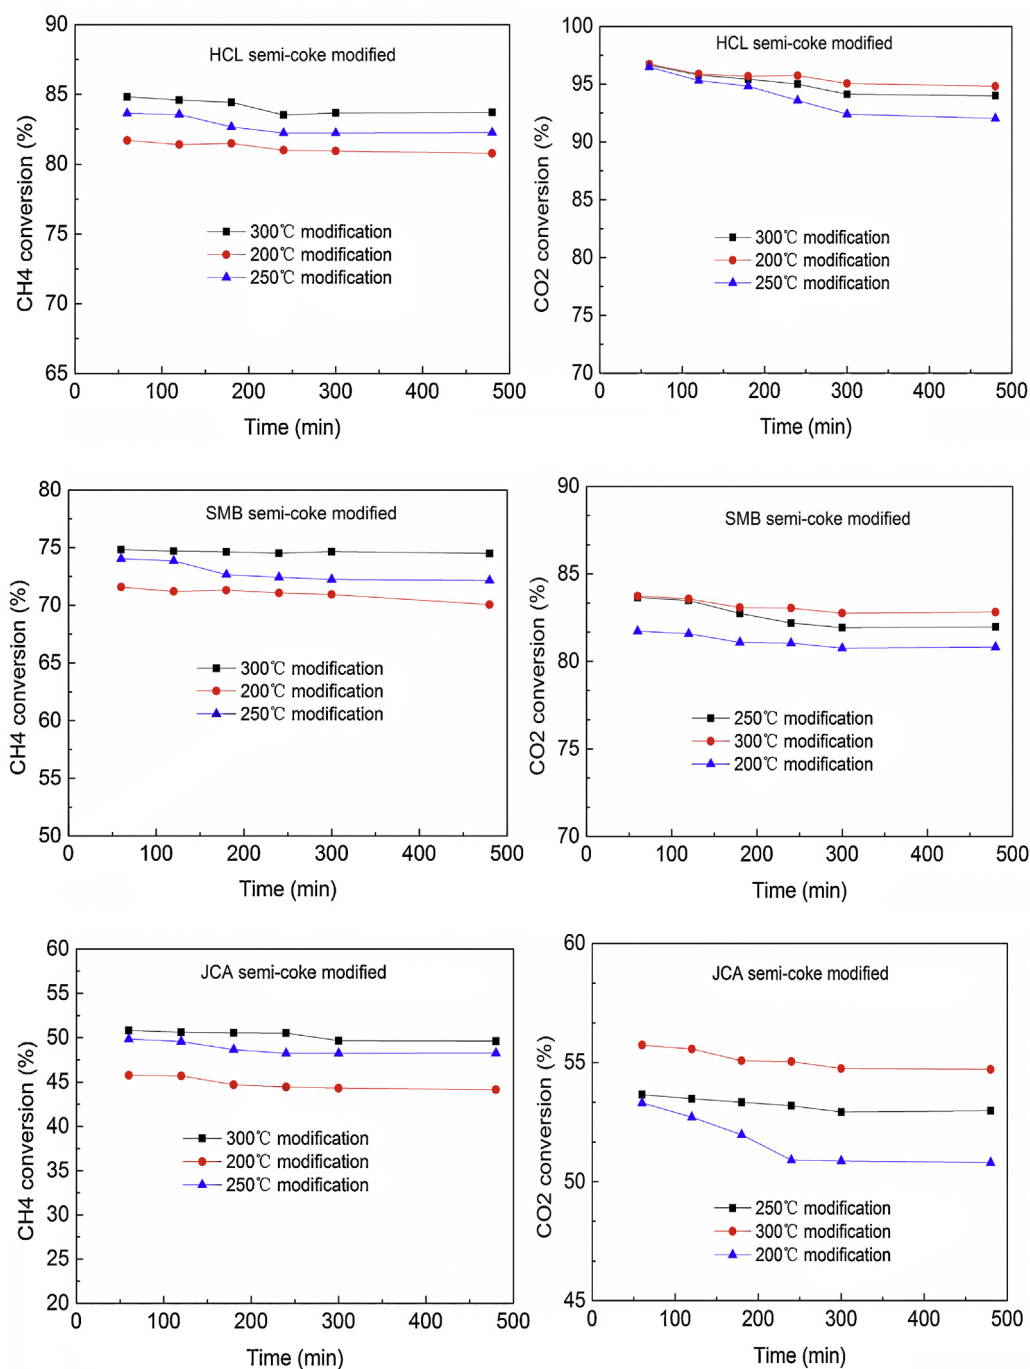 HCL semi-coke modified
CH4 conversion (%)
90
85
80
75
70
65
300℃ modification
200℃ modification
250℃ modification
0 100 200 300 400 500
Time (min)
HCL semi-coke modified
CO2 conversion (%)
100
95
90
85
80
75
70
300℃ modification
200℃ modification
250℃ modification
0 100 200 300 400 500
Time (min)
SMB semi-coke modified
CH4 conversion (%)
80
75
70
65
60
55
50
300℃ modification
200℃ modification
250℃ modification
0 100 200 300 400 500
Time (min)
SMB semi-coke modified
CO2 conversion (%)
90
85
80
75
70
250℃ modification
300℃ modification
200℃ modification
0 100 200 300 400 500
Time (min)
JCA semi-coke modified
CH4 conversion (%)
60
55
50
45
40
35
30
25
20
300℃ modification
200℃ modification
250℃ modification
0 100 200 300 400 500
Time (min)
JCA semi-coke modified
CO2 conversion (%)
60
55
50
45
250℃ modification
300℃ modification
200℃ modification
0 100 200 300 400 500
Time (min)